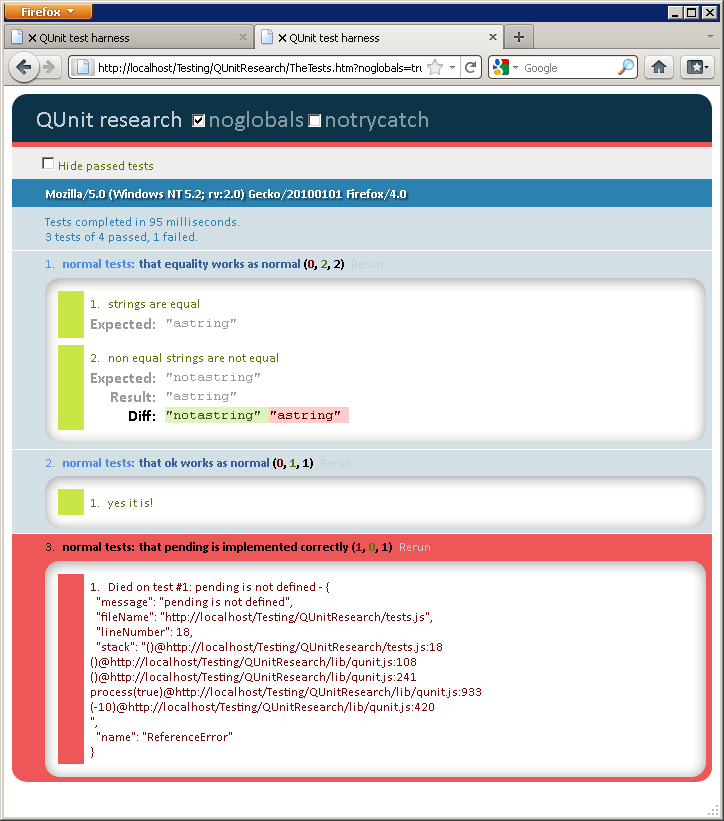 Firefox
QUnit test harness
QUnit test harness
http://localhost/Testing/QUnitResearch/TheTests.htm?noglobals=tru
Google
QUnit research noglobals notrycatch
Hide passed tests
Mozilla/5.0 (Windows NT 5.2; rv:2.0) Gecko/20100101 Firefox/4.0
Tests completed in 95 milliseconds.
3 tests of 4 passed, 1 failed.
1. normal tests: that equality works as normal (0, 2, 2) Rerun
1. strings are equal
Expected: "astring"
2. non equal strings are not equal
Expected: "notastring"
Result: "astring"
Diff: "notastring" "astring"
2. normal tests: that ok works as normal (0, 1, 1) Rerun
1. yes it is!
3. normal tests: that pending is implemented correctly (1, 0, 1) Rerun
1. Died on test #1: pending is not defined - {
"message": "pending is not defined",
"fileName": "http://localhost/Testing/QUnitResearch/tests.js",
"lineNumber": 18,
"stack": "()@http://localhost/Testing/QUnitResearch/tests.js:18
()@http://localhost/Testing/QUnitResearch/lib/qunit.js:108
()@http://localhost/Testing/QUnitResearch/lib/qunit.js:241
process(true)@http://localhost/Testing/QUnitResearch/lib/qunit.js:933
(-10)@http://localhost/Testing/QUnitResearch/lib/qunit.js:420
",
"name": "ReferenceError"
}